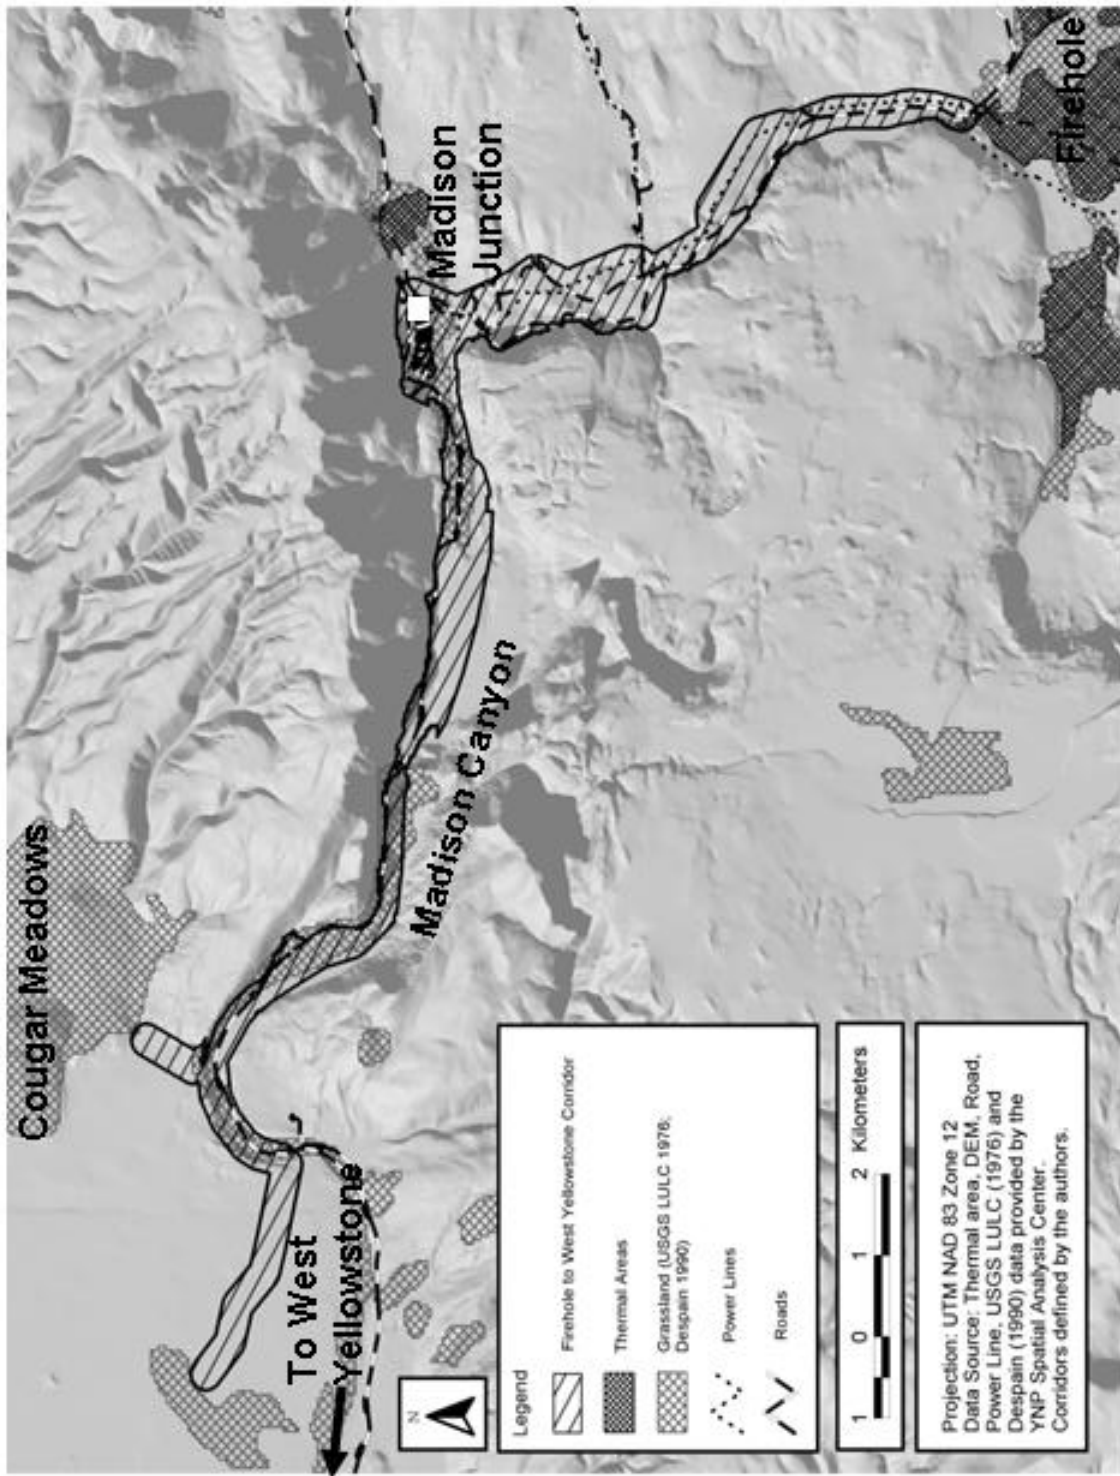 Cougar Meadows
Madison
Junction
Firehole
Madison Canyon
To West
Yellowstone
N
Legend
Firehole to West Yellowstone Corridor
Thermal Areas
Grassland (USGS LULC 1976;
Despain 1990)
Power Lines
Roads
1 0 1 2 Kilometers
Projection: UTM NAD 83 Zone 12
Data Source: Thermal area, DEM, Road,
Power Line, USGS LULC (1976) and
Despain (1990) data provided by the
YNP Spatial Analysis Center.
Corridors defined by the authors.